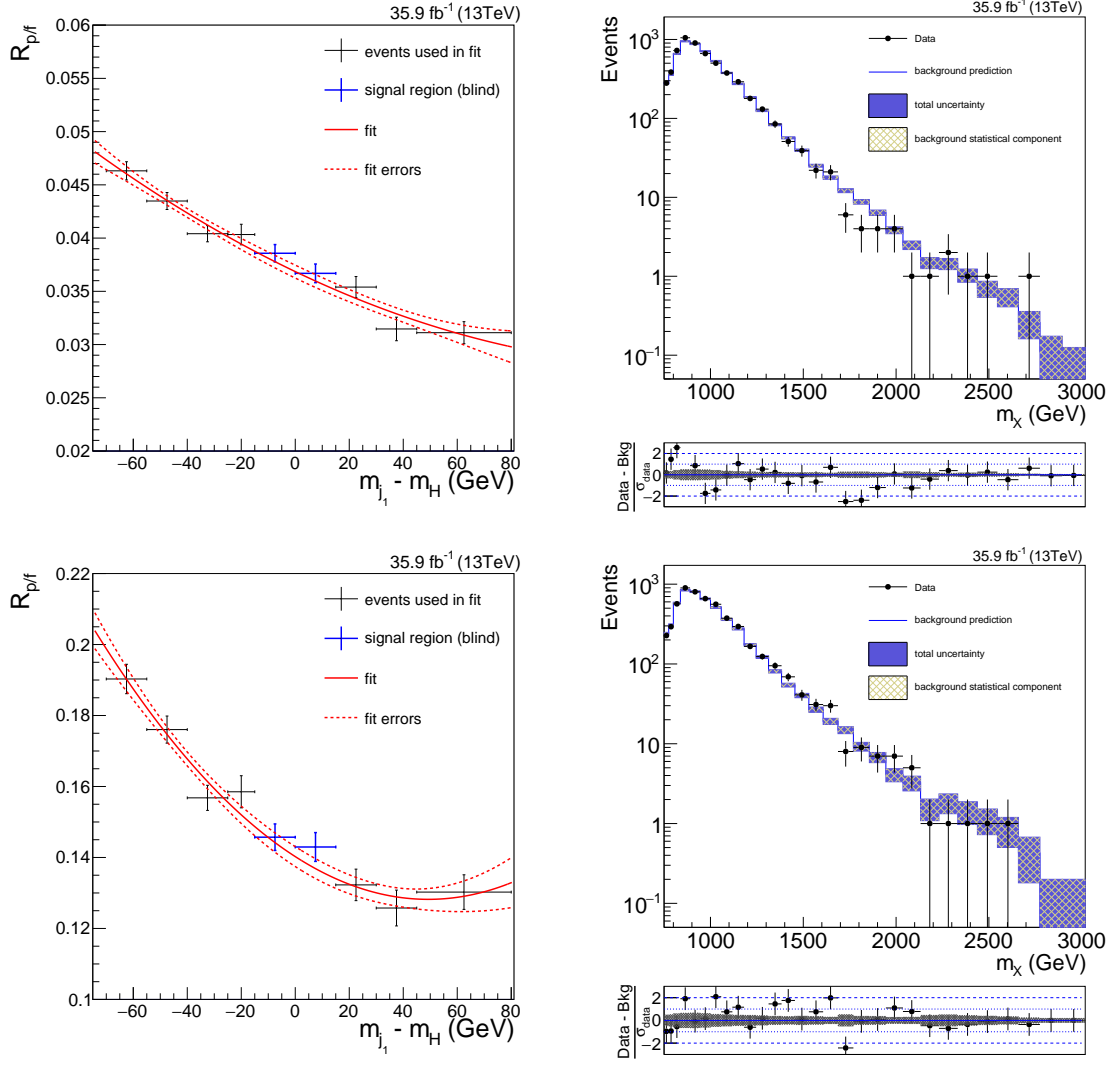 35.9 fb⁻¹ (13TeV)
R_p/f
0.06
0.055
0.05
0.045
0.04
0.035
0.03
0.025
0.02
events used in fit
signal region (blind)
fit
fit errors
−60 −40 −20 0 20 40 60 80
m_j₁ - m_H (GeV)
35.9 fb⁻¹ (13TeV)
Events
10³
10²
10
1
10⁻¹
Data
background prediction
total uncertainty
background statistical component
1000 1500 2000 2500 3000
m_X (GeV)
Data - Bkg
σ_data
2
0
−2
35.9 fb⁻¹ (13TeV)
R_p/f
0.22
0.2
0.18
0.16
0.14
0.12
0.1
events used in fit
signal region (blind)
fit
fit errors
−60 −40 −20 0 20 40 60 80
m_j₁ - m_H (GeV)
35.9 fb⁻¹ (13TeV)
Events
10³
10²
10
1
10⁻¹
Data
background prediction
total uncertainty
background statistical component
1000 1500 2000 2500 3000
m_X (GeV)
Data - Bkg
σ_data
2
0
−2